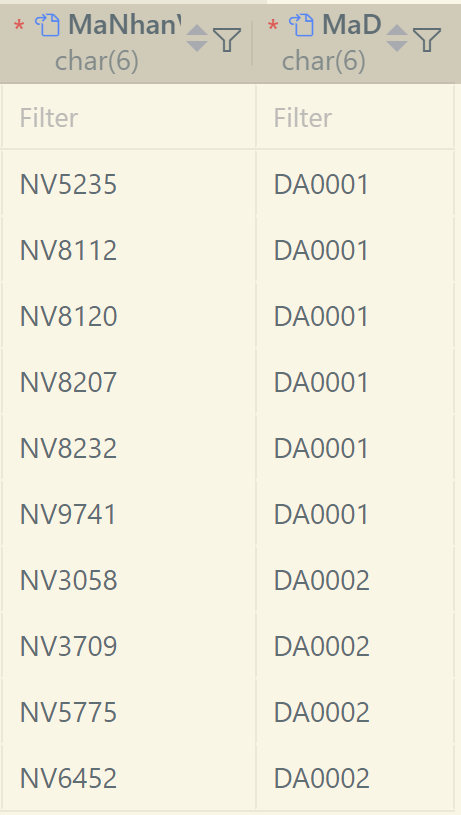 * MaNhanV * MaD
char(6) char(6)
Filter Filter
NV5235 DA0001
NV8112 DA0001
NV8120 DA0001
NV8207 DA0001
NV8232 DA0001
NV9741 DA0001
NV3058 DA0002
NV3709 DA0002
NV5775 DA0002
NV6452 DA0002